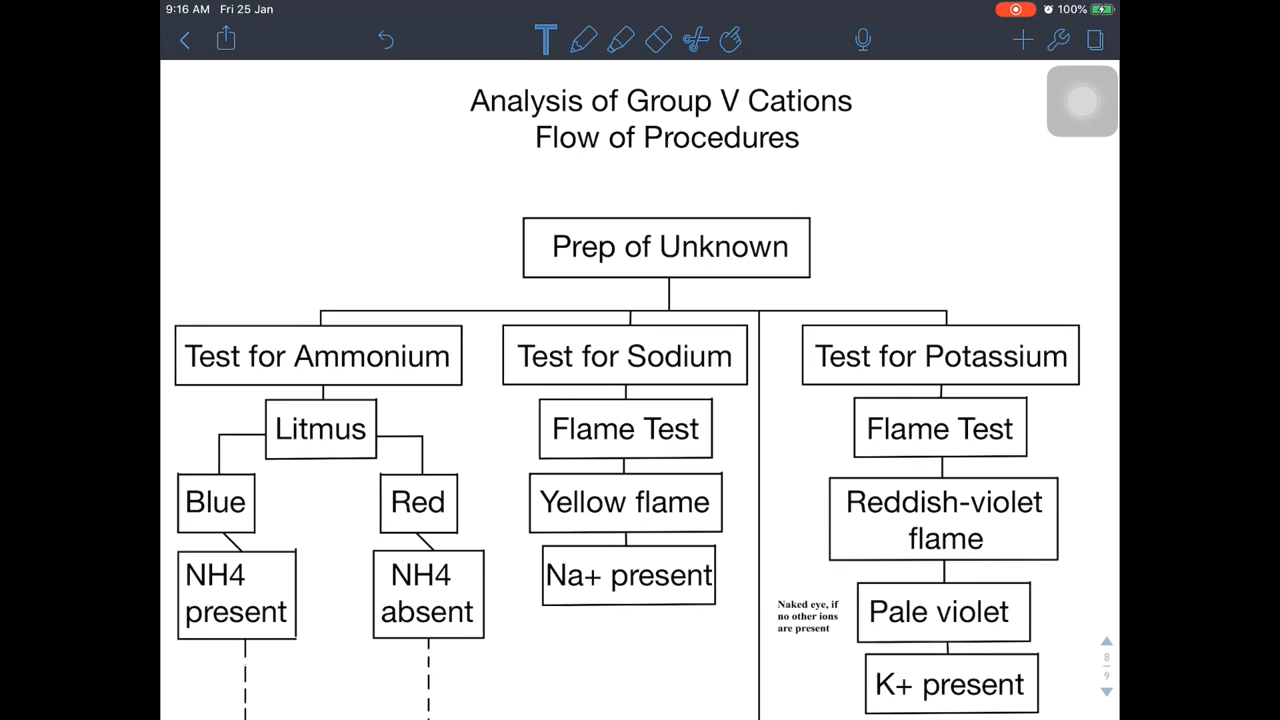 9:16 AM Fri 25 Jan
100%
T
Analysis of Group V Cations
Flow of Procedures
Prep of Unknown
Test for Ammonium
Test for Sodium
Test for Potassium
Litmus
Flame Test
Flame Test
Blue
Red
Yellow flame
Reddish-violet
flame
NH4
present
NH4
absent
Na+ present
Naked eye, if
no other ions
are present
Pale violet
K+ present
8
9